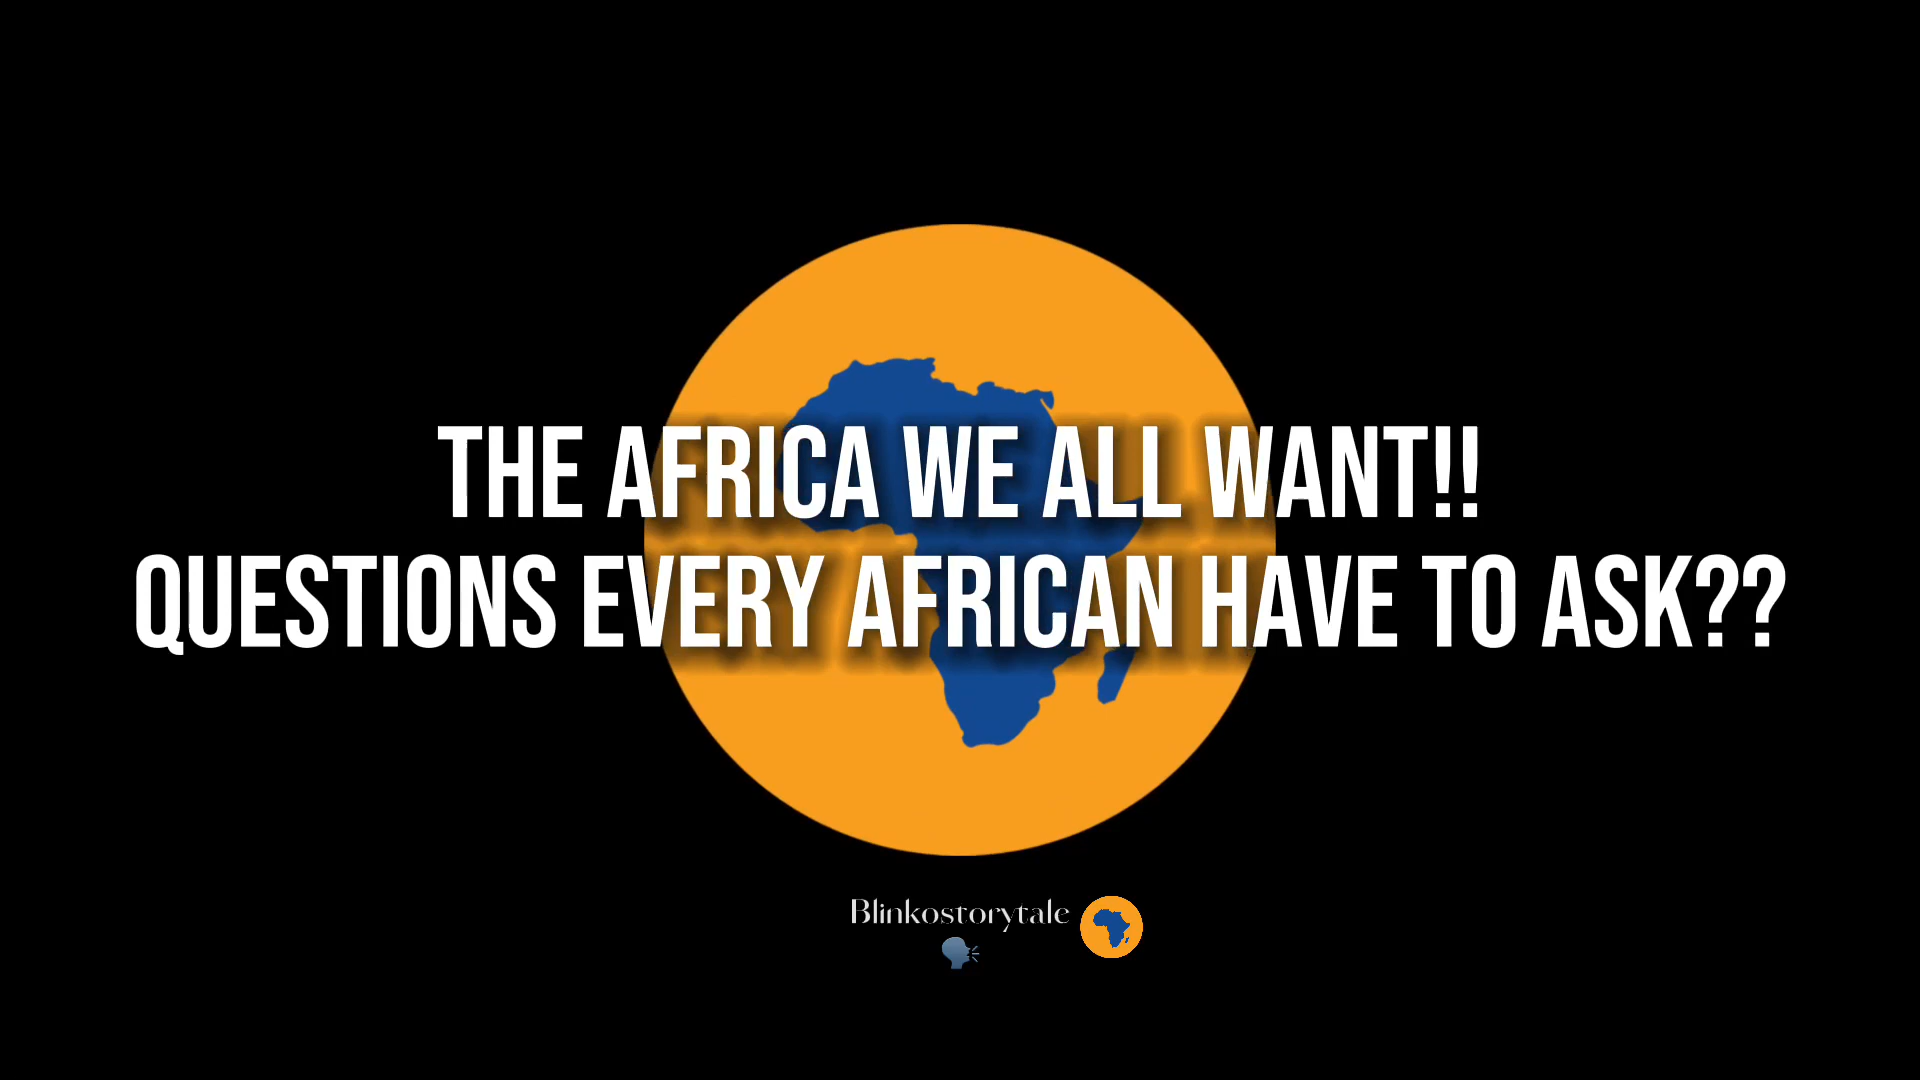 THE AFRICA WE ALL WANT!!
QUESTIONS EVERY AFRICAN HAVE TO ASK??
Blinkostorytale